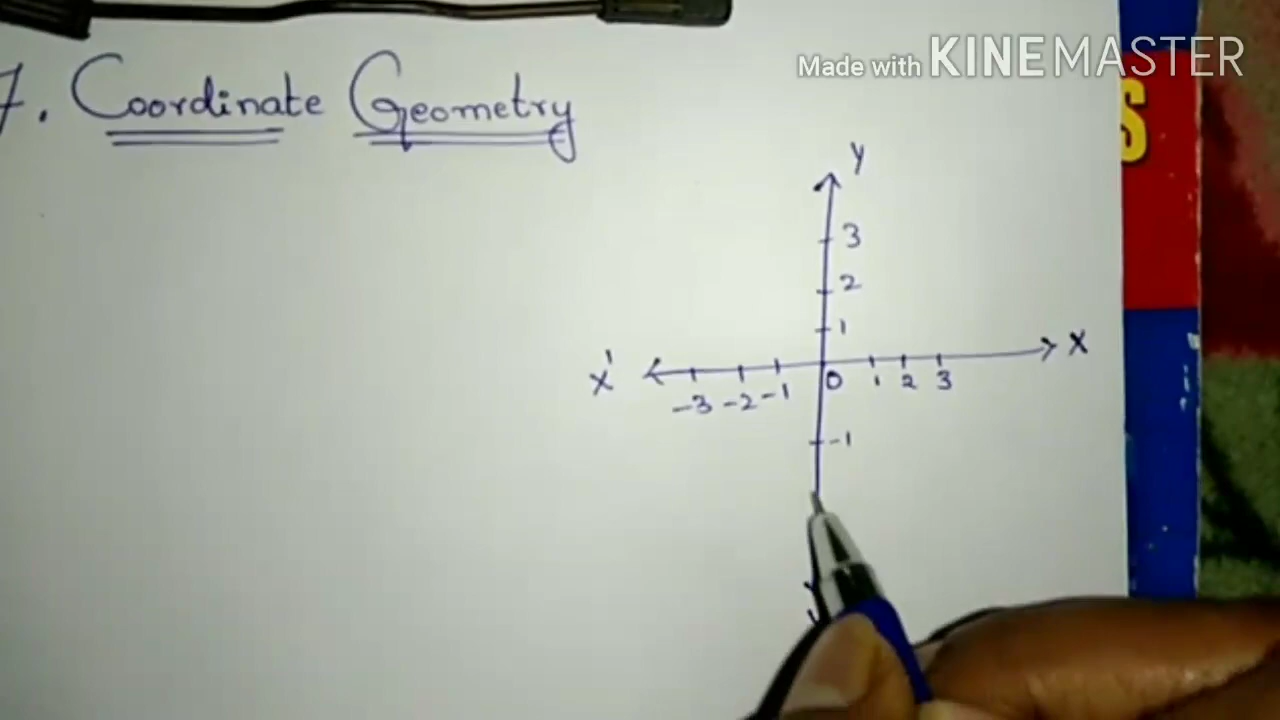 Made with KINEMASTER
7. Coordinate Geometry
S
Y
3
2
1
X' X
-3 -2 -1 0 1 2 3
-1